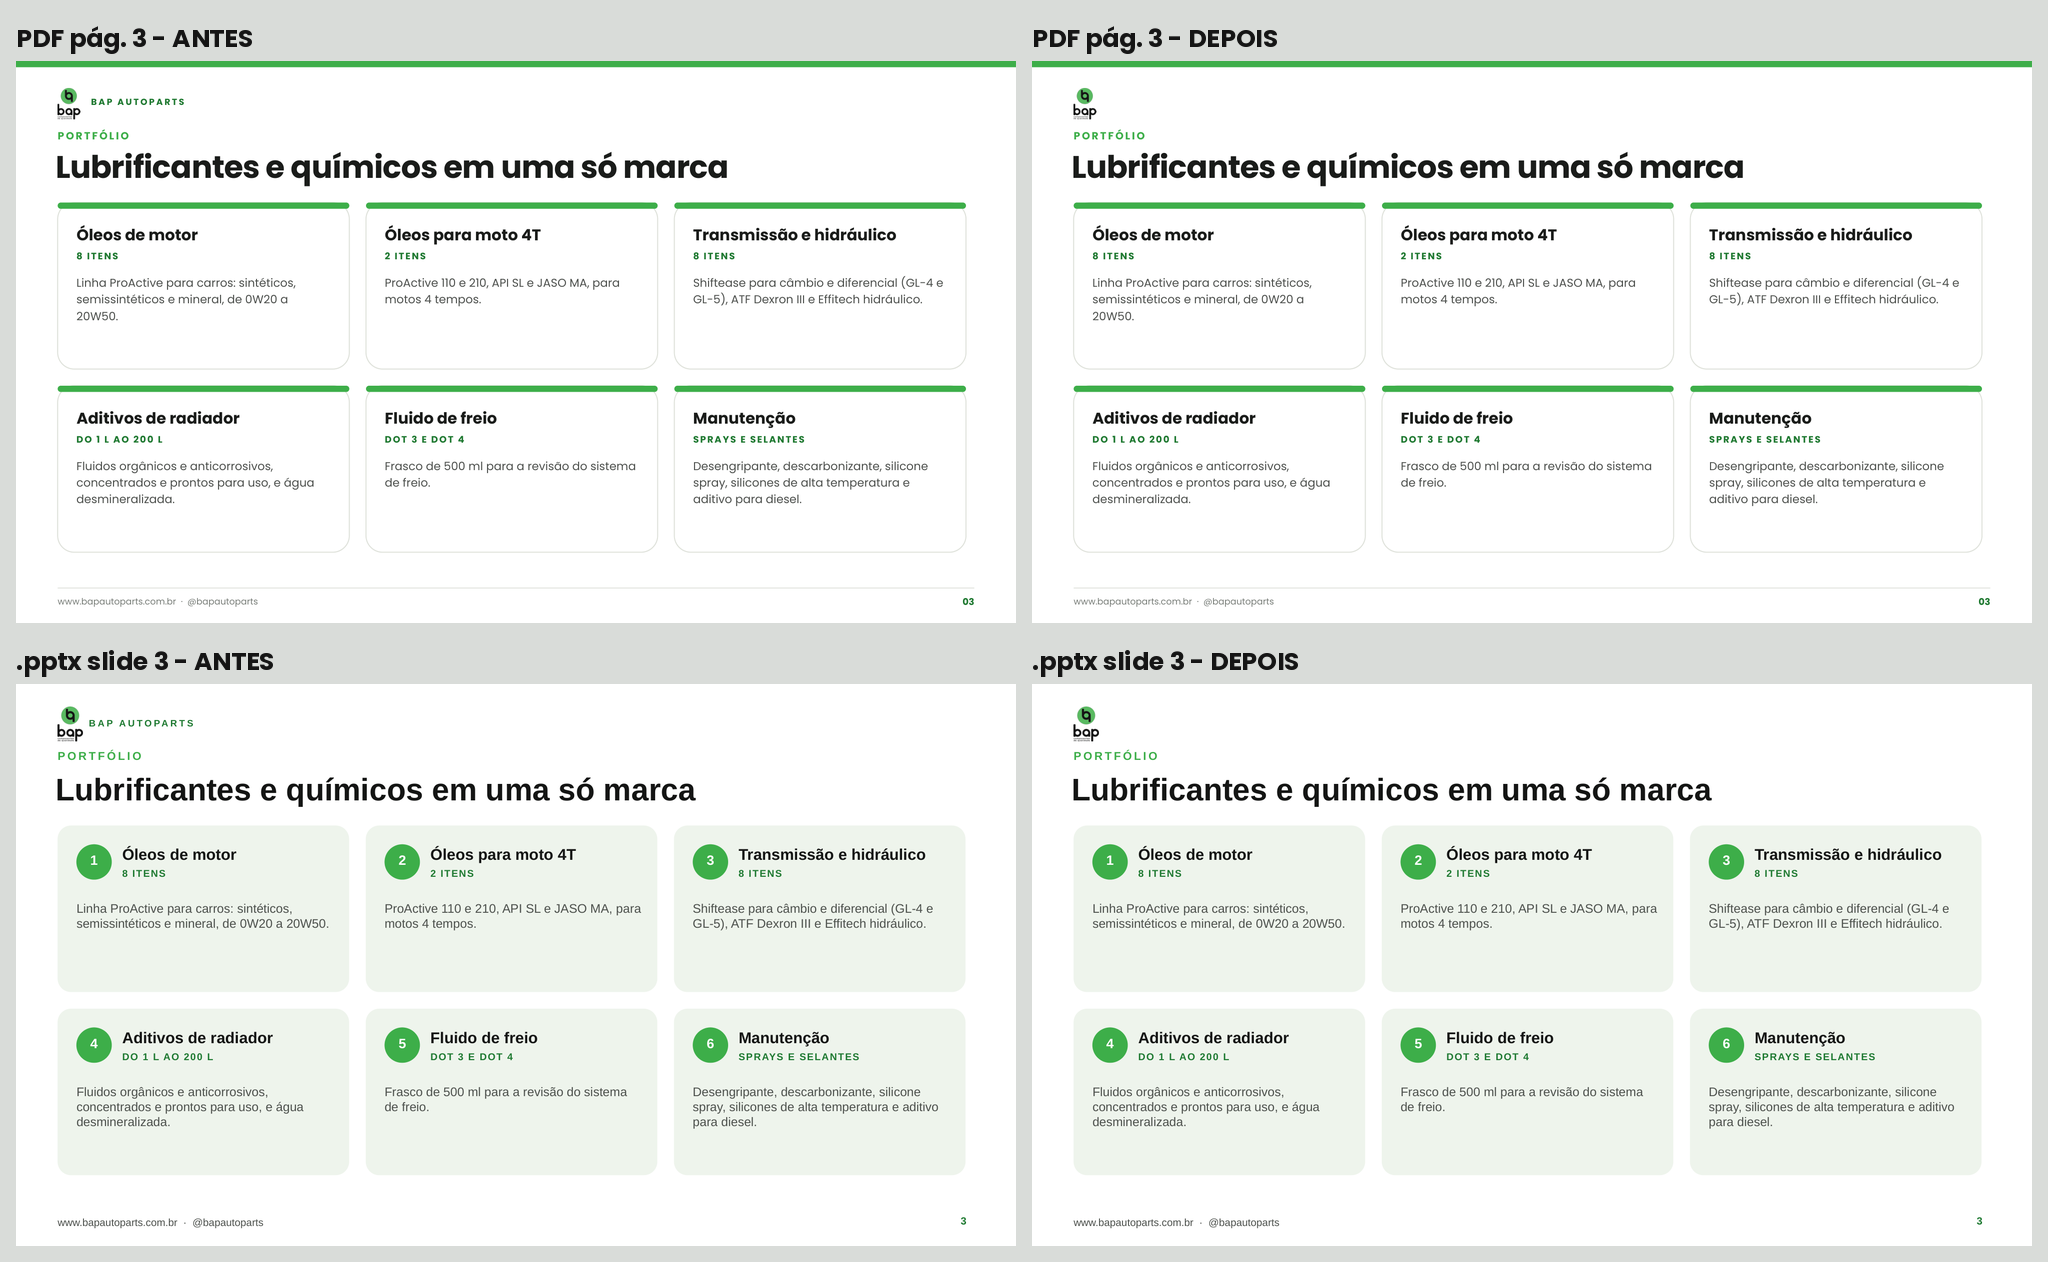 PDF pág. 3 - ANTES
bap
BAP AUTOPARTS
PORTFÓLIO
Lubrificantes e químicos em uma só marca
Óleos de motor
8 ITENS
Linha ProActive para carros: sintéticos,
semissintéticos e mineral, de 0W20 a
20W50.
Óleos para moto 4T
2 ITENS
ProActive 110 e 210, API SL e JASO MA, para
motos 4 tempos.
Transmissão e hidráulico
8 ITENS
Shiftease para câmbio e diferencial (GL-4 e
GL-5), ATF Dexron III e Effitech hidráulico.
Aditivos de radiador
DO 1 L AO 200 L
Fluidos orgânicos e anticorrosivos,
concentrados e prontos para uso, e água
desmineralizada.
Fluido de freio
DOT 3 E DOT 4
Frasco de 500 ml para a revisão do sistema
de freio.
Manutenção
SPRAYS E SELANTES
Desengripante, descarbonizante, silicone
spray, silicones de alta temperatura e
aditivo para diesel.
www.bapautoparts.com.br · @bapautoparts
03
PDF pág. 3 - DEPOIS
bap
PORTFÓLIO
Lubrificantes e químicos em uma só marca
Óleos de motor
8 ITENS
Linha ProActive para carros: sintéticos,
semissintéticos e mineral, de 0W20 a
20W50.
Óleos para moto 4T
2 ITENS
ProActive 110 e 210, API SL e JASO MA, para
motos 4 tempos.
Transmissão e hidráulico
8 ITENS
Shiftease para câmbio e diferencial (GL-4 e
GL-5), ATF Dexron III e Effitech hidráulico.
Aditivos de radiador
DO 1 L AO 200 L
Fluidos orgânicos e anticorrosivos,
concentrados e prontos para uso, e água
desmineralizada.
Fluido de freio
DOT 3 E DOT 4
Frasco de 500 ml para a revisão do sistema
de freio.
Manutenção
SPRAYS E SELANTES
Desengripante, descarbonizante, silicone
spray, silicones de alta temperatura e
aditivo para diesel.
www.bapautoparts.com.br · @bapautoparts
03
.pptx slide 3 - ANTES
bap
BAP AUTOPARTS
PORTFÓLIO
Lubrificantes e químicos em uma só marca
1
Óleos de motor
8 ITENS
Linha ProActive para carros: sintéticos,
semissintéticos e mineral, de 0W20 a 20W50.
2
Óleos para moto 4T
2 ITENS
ProActive 110 e 210, API SL e JASO MA, para
motos 4 tempos.
3
Transmissão e hidráulico
8 ITENS
Shiftease para câmbio e diferencial (GL-4 e
GL-5), ATF Dexron III e Effitech hidráulico.
4
Aditivos de radiador
DO 1 L AO 200 L
Fluidos orgânicos e anticorrosivos,
concentrados e prontos para uso, e água
desmineralizada.
5
Fluido de freio
DOT 3 E DOT 4
Frasco de 500 ml para a revisão do sistema
de freio.
6
Manutenção
SPRAYS E SELANTES
Desengripante, descarbonizante, silicone
spray, silicones de alta temperatura e aditivo
para diesel.
www.bapautoparts.com.br · @bapautoparts
3
.pptx slide 3 - DEPOIS
bap
PORTFÓLIO
Lubrificantes e químicos em uma só marca
1
Óleos de motor
8 ITENS
Linha ProActive para carros: sintéticos,
semissintéticos e mineral, de 0W20 a 20W50.
2
Óleos para moto 4T
2 ITENS
ProActive 110 e 210, API SL e JASO MA, para
motos 4 tempos.
3
Transmissão e hidráulico
8 ITENS
Shiftease para câmbio e diferencial (GL-4 e
GL-5), ATF Dexron III e Effitech hidráulico.
4
Aditivos de radiador
DO 1 L AO 200 L
Fluidos orgânicos e anticorrosivos,
concentrados e prontos para uso, e água
desmineralizada.
5
Fluido de freio
DOT 3 E DOT 4
Frasco de 500 ml para a revisão do sistema
de freio.
6
Manutenção
SPRAYS E SELANTES
Desengripante, descarbonizante, silicone
spray, silicones de alta temperatura e aditivo
para diesel.
www.bapautoparts.com.br · @bapautoparts
3